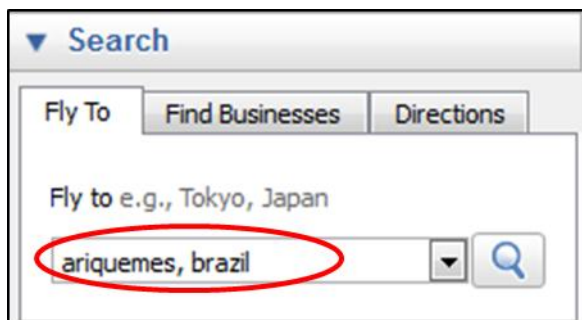 Search
Fly To Find Businesses Directions
Fly to e.g., Tokyo, Japan
ariquemes, brazil